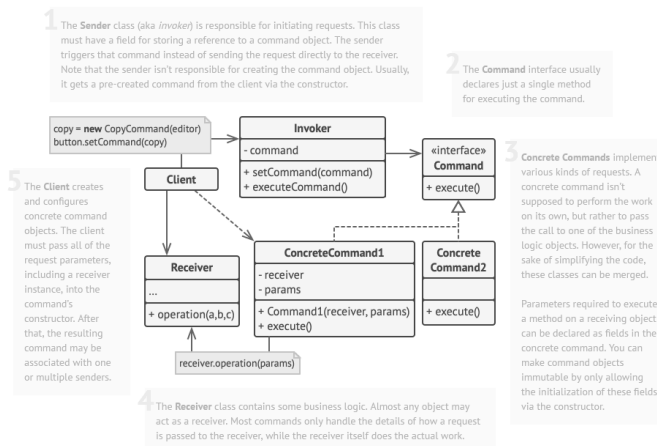 1
The Sender class (aka invoker) is responsible for initiating requests. This class
must have a field for storing a reference to a command object. The sender
triggers that command instead of sending the request directly to the receiver.
Note that the sender isn't responsible for creating the command object. Usually,
it gets a pre-created command from the client via the constructor.
2
The Command interface usually
declares just a single method
for executing the command.
copy = new CopyCommand(editor)
button.setCommand(copy)
Invoker
- command
+ setCommand(command)
+ executeCommand()
«interface»
Command
+ execute()
3
Concrete Commands implemen
various kinds of requests. A
concrete command isn't
supposed to perform the work
on its own, but rather to pass
the call to one of the business
logic objects. However, for the
sake of simplifying the code,
these classes can be merged.
Parameters required to execute
a method on a receiving object
can be declared as fields in the
concrete command. You can
make command objects
immutable by only allowing
the initialization of these fields
via the constructor.
5
The Client creates
and configures
concrete command
objects. The client
must pass all of the
request parameters,
including a receiver
instance, into the
command's
constructor. After
that, the resulting
command may be
associated with one
or multiple senders.
Client
Receiver
...
+ operation(a,b,c)
ConcreteCommand1
- receiver
- params
+ Command1(receiver, params)
+ execute()
Concrete
Command2
+ execute()
receiver.operation(params)
4
The Receiver class contains some business logic. Almost any object may
act as a receiver. Most commands only handle the details of how a request
is passed to the receiver, while the receiver itself does the actual work.